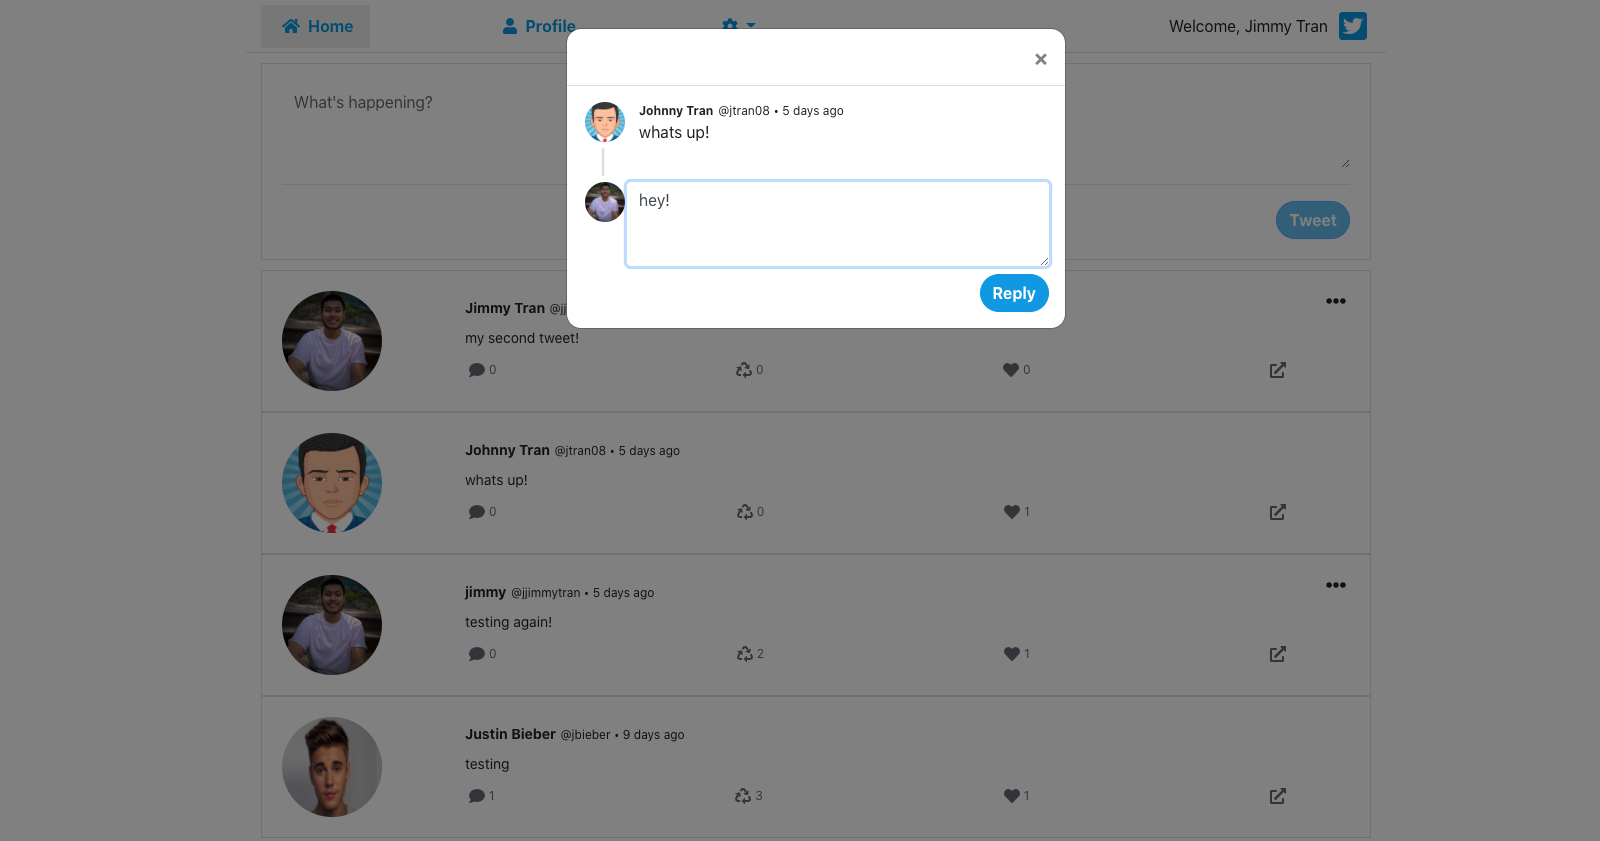 Home Profile Welcome, Jimmy Tran
×
What's happening?
Johnny Tran @jtran08 • 5 days ago
whats up!
hey!
Reply
Tweet
Jimmy Tran @jj
my second tweet!
0 0 0
Johnny Tran @jtran08 • 5 days ago
whats up!
0 0 1
jimmy @jjimmytran • 5 days ago
testing again!
0 2 1
Justin Bieber @jbieber • 9 days ago
testing
1 3 1